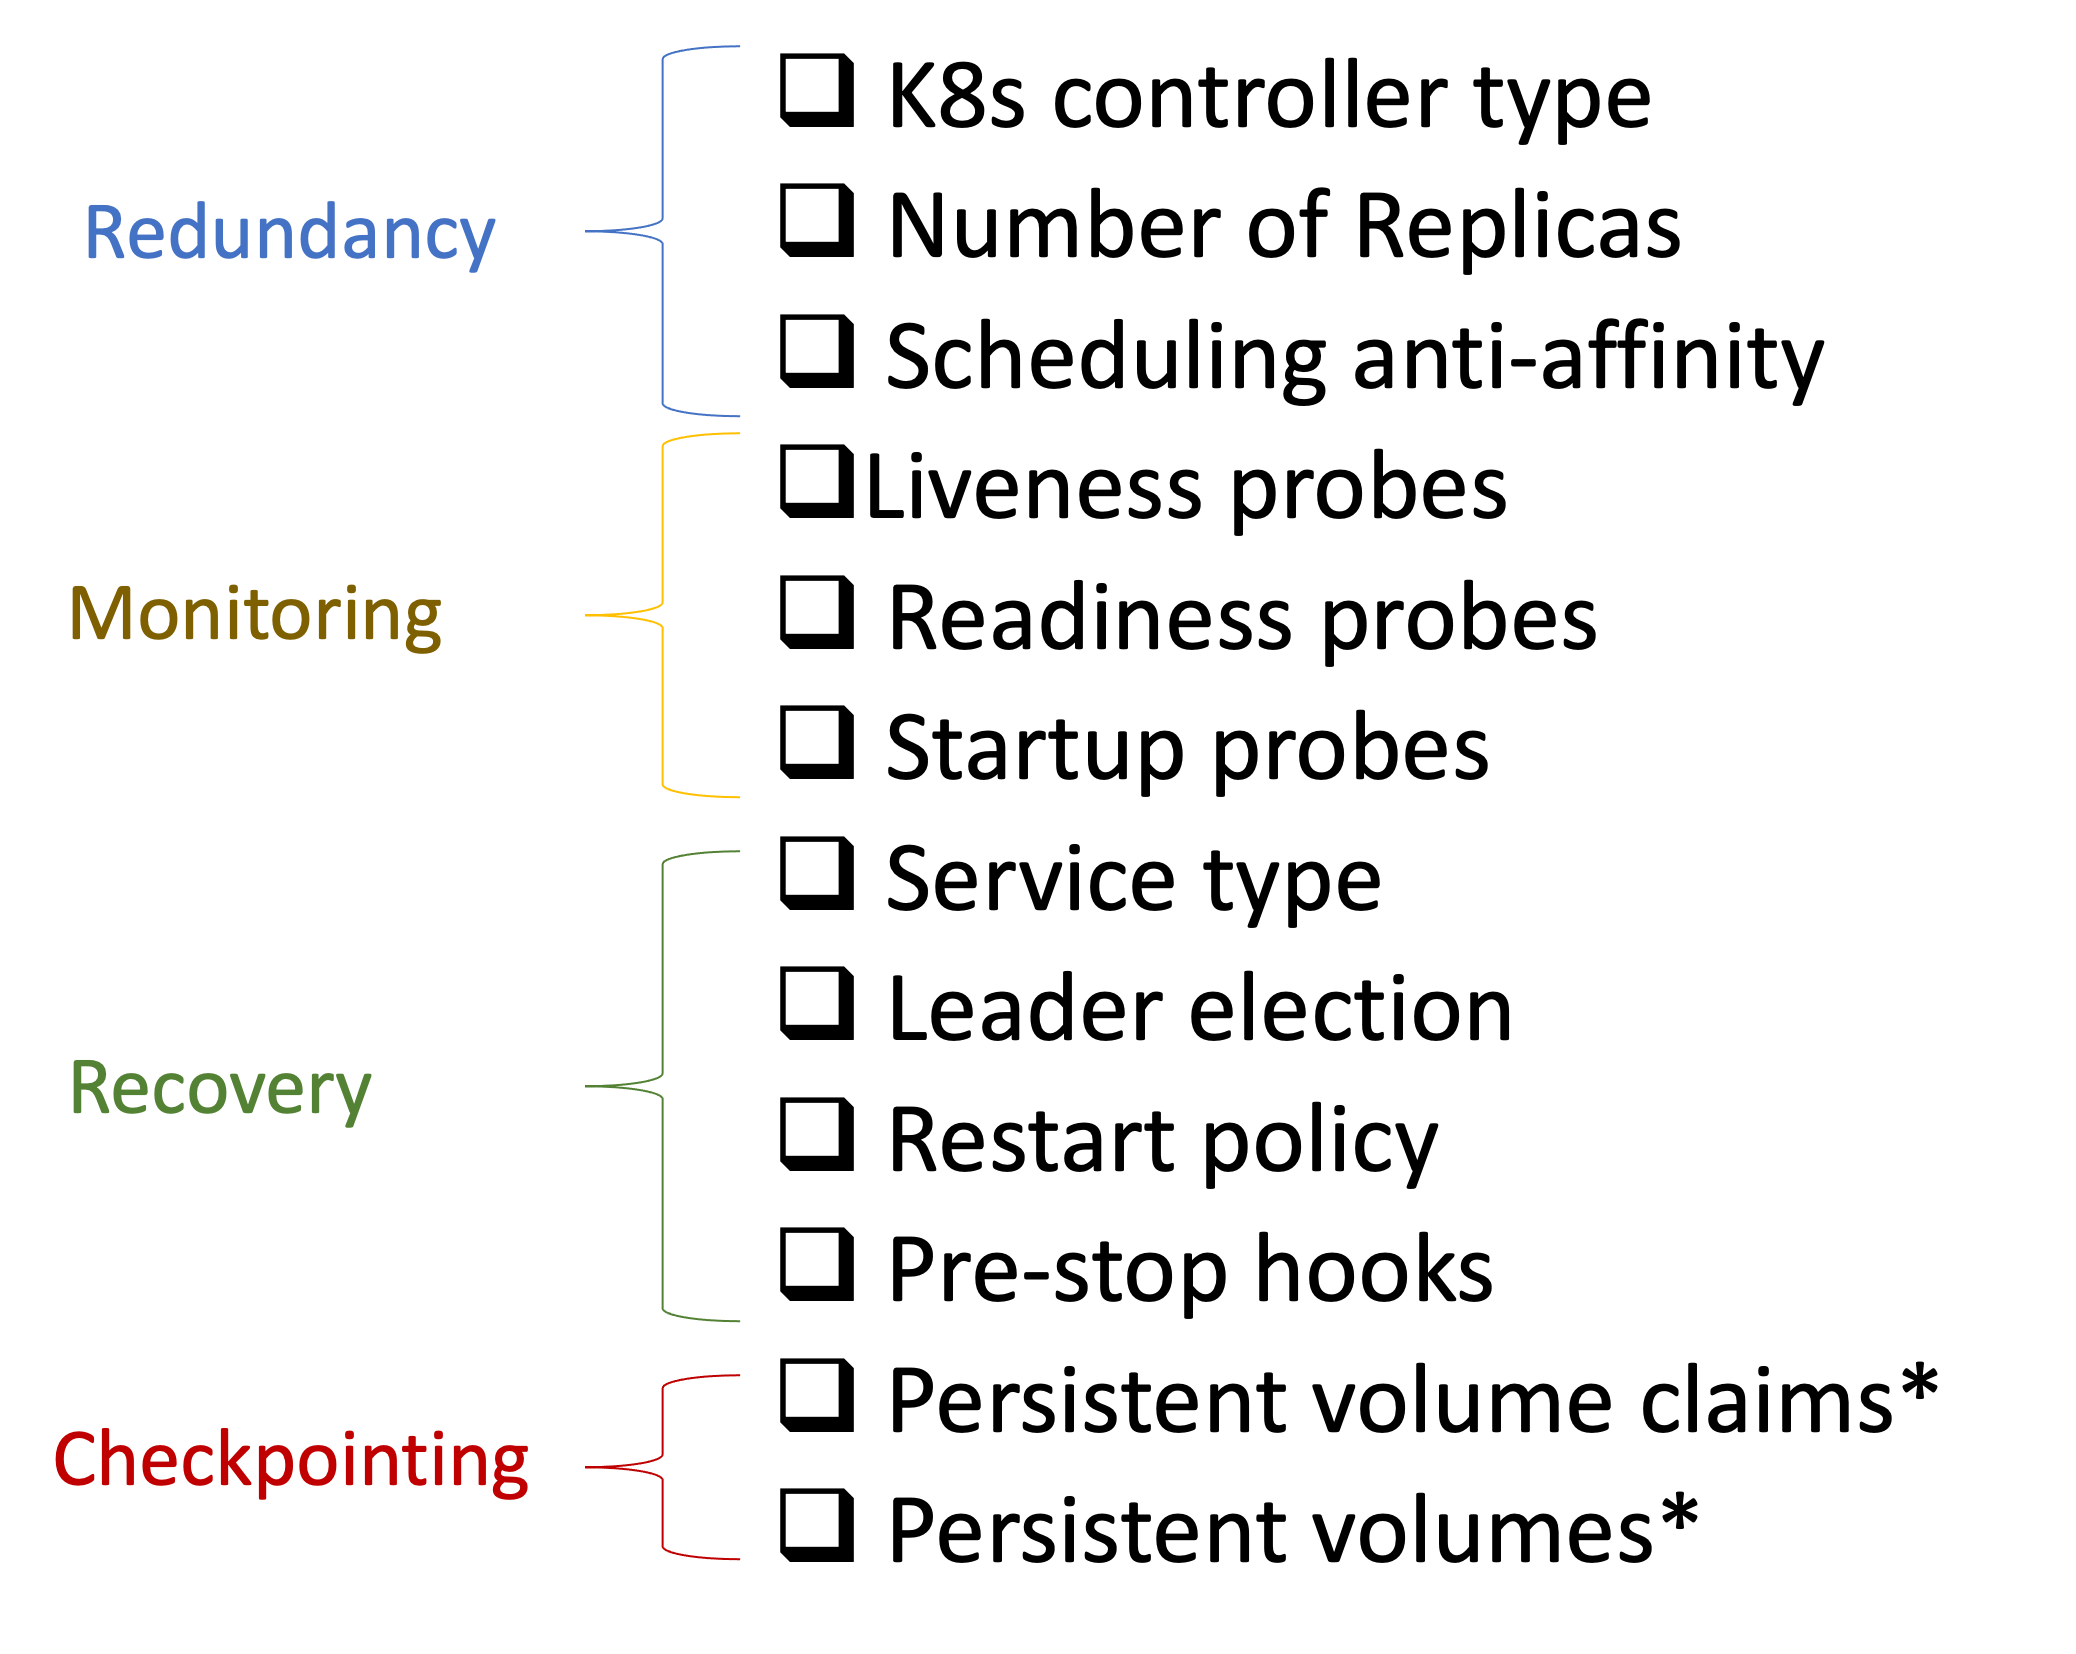 Redundancy
K8s controller type
Number of Replicas
Scheduling anti-affinity
Monitoring
Liveness probes
Readiness probes
Startup probes
Recovery
Service type
Leader election
Restart policy
Pre-stop hooks
Checkpointing
Persistent volume claims*
Persistent volumes*